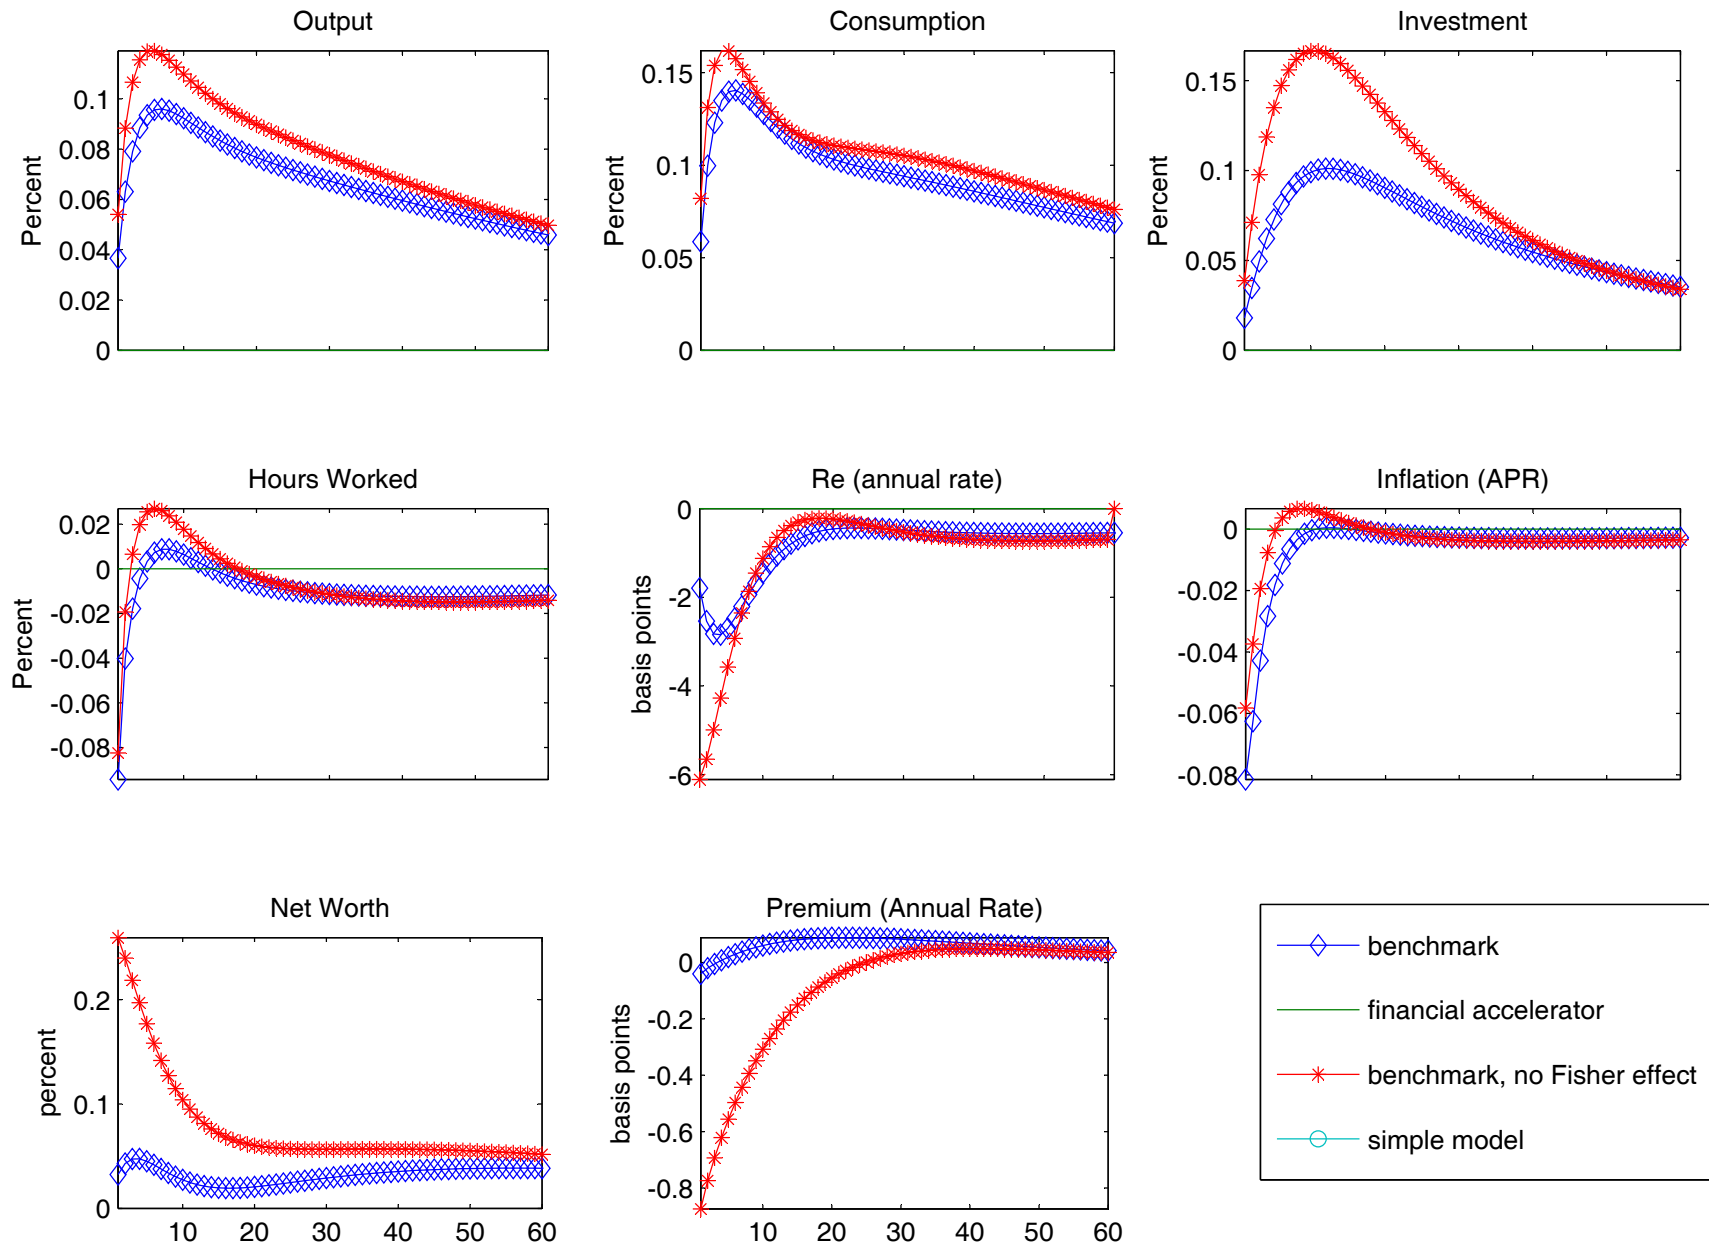 Output
Consumption
Investment
0.1
0.08
0.06
0.04
0.02
0
Percent
0.15
0.1
0.05
0
Percent
0.15
0.1
0.05
0
Percent
Hours Worked
Re (annual rate)
Inflation (APR)
0.02
0
-0.02
-0.04
-0.06
-0.08
Percent
0
-2
-4
-6
basis points
0
-0.02
-0.04
-0.06
-0.08
Net Worth
Premium (Annual Rate)
0.2
0.1
0
percent
10 20 30 40 50 60
0
-0.2
-0.4
-0.6
-0.8
basis points
10 20 30 40 50 60
benchmark
financial accelerator
benchmark, no Fisher effect
simple model